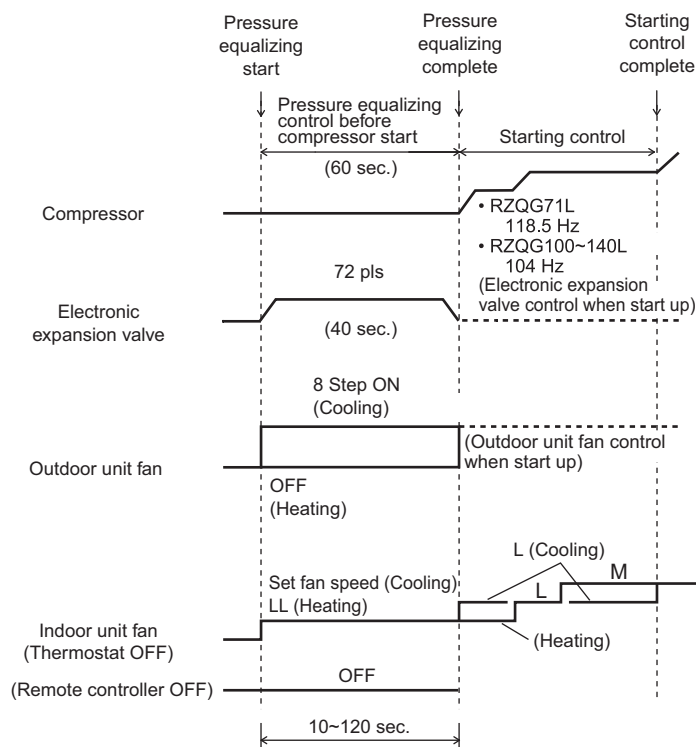 Pressure
equalizing
start
Pressure
equalizing
complete
Starting
control
complete
Pressure equalizing
control before
compressor start
Starting control
(60 sec.)
Compressor
• RZQG71L
118.5 Hz
• RZQG100~140L
104 Hz
(Electronic expansion
valve control when start up)
72 pls
Electronic
expansion valve
(40 sec.)
8 Step ON
(Cooling)
Outdoor unit fan
(Outdoor unit fan control
when start up)
OFF
(Heating)
L (Cooling)
Set fan speed (Cooling)
LL (Heating)
L
M
Indoor unit fan
(Thermostat OFF)
(Heating)
(Remote controller OFF)
OFF
10~120 sec.